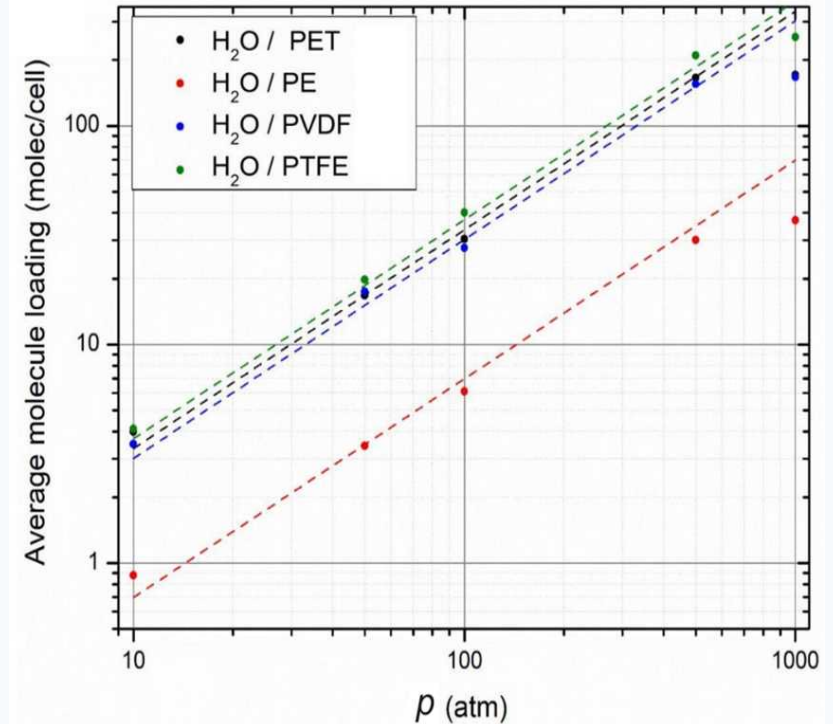 H₂O / PET
H₂O / PE
H₂O / PVDF
H₂O / PTFE
Average molecule loading (molec/cell)
100
10
1
10
100
1000
p (atm)